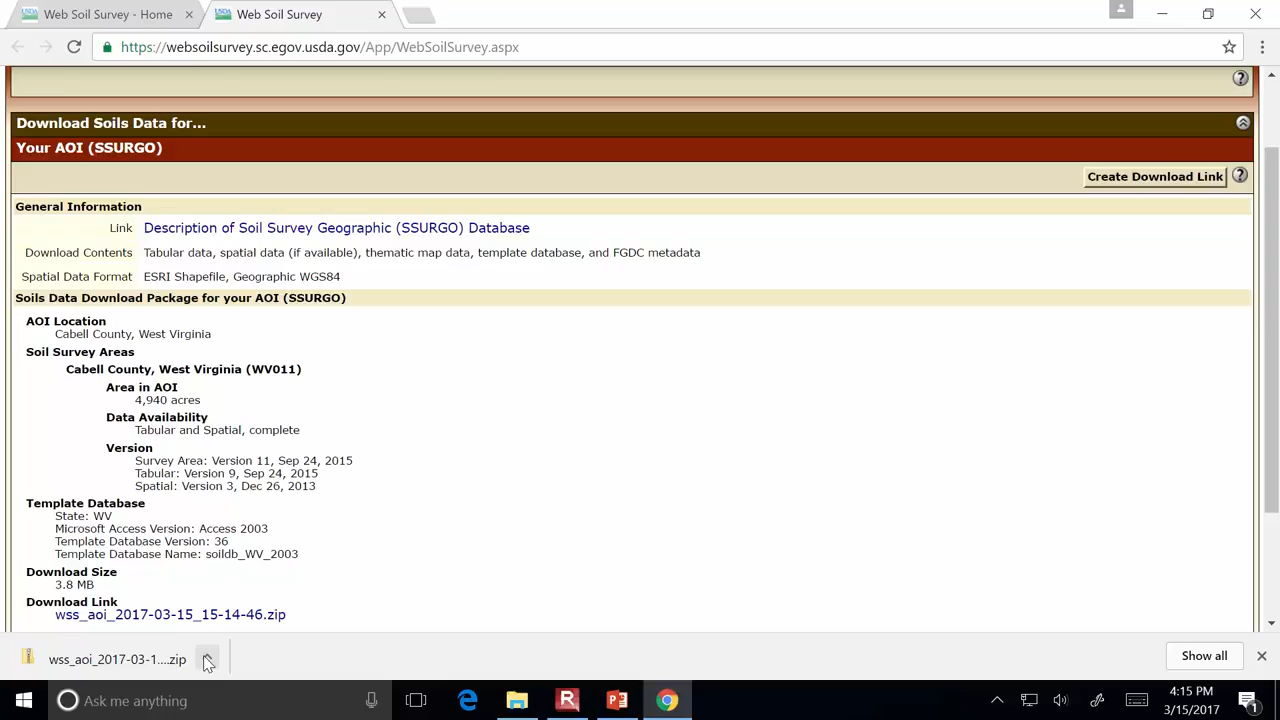 Web Soil Survey - Home
Web Soil Survey
https://websoilsurvey.sc.egov.usda.gov/App/WebSoilSurvey.aspx
Download Soils Data for...
Your AOI (SSURGO)
Create Download Link
General Information
Link Description of Soil Survey Geographic (SSURGO) Database
Download Contents Tabular data, spatial data (if available), thematic map data, template database, and FGDC metadata
Spatial Data Format ESRI Shapefile, Geographic WGS84
Soils Data Download Package for your AOI (SSURGO)
AOI Location
Cabell County, West Virginia
Soil Survey Areas
Cabell County, West Virginia (WV011)
Area in AOI
4,940 acres
Data Availability
Tabular and Spatial, complete
Version
Survey Area: Version 11, Sep 24, 2015
Tabular: Version 9, Sep 24, 2015
Spatial: Version 3, Dec 26, 2013
Template Database
State: WV
Microsoft Access Version: Access 2003
Template Database Version: 36
Template Database Name: soildb_WV_2003
Download Size
3.8 MB
Download Link
wss_aoi_2017-03-15_15-14-46.zip
wss_aoi_2017-03-1....zip
Show all
Ask me anything
4:15 PM
3/15/2017
1